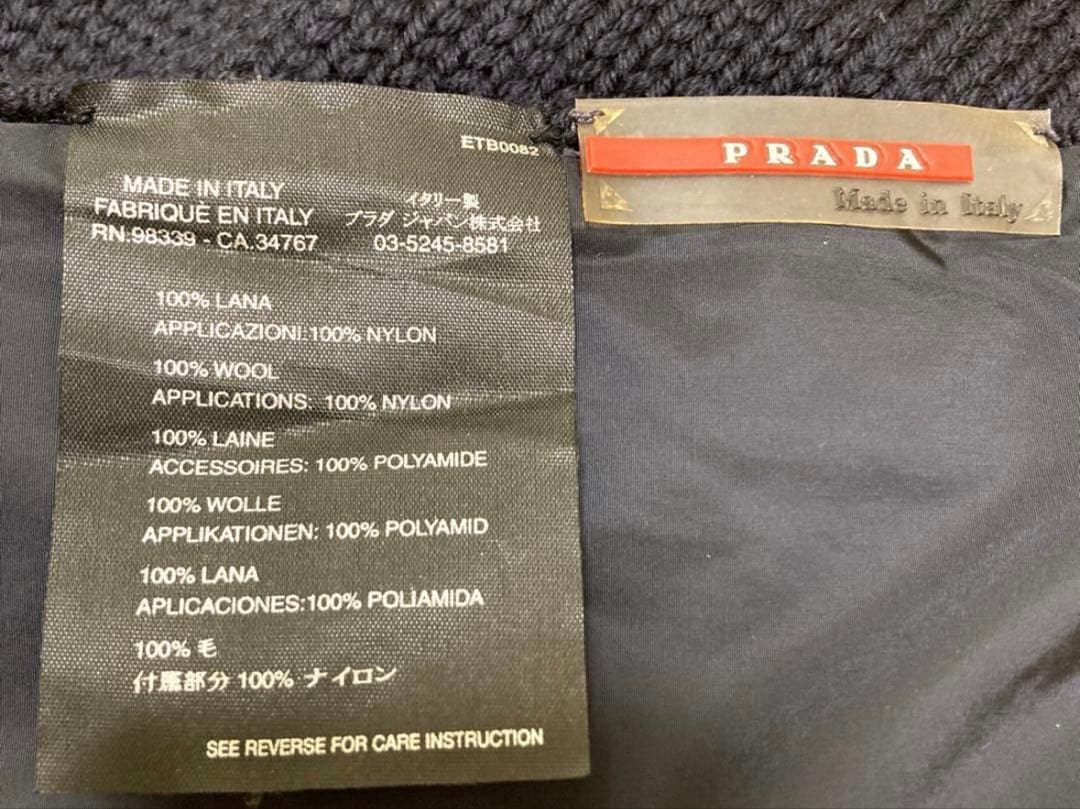 ETB0082
MADE IN ITALY
FABRIQUÈ EN ITALY
RN.98339 - CA.34767
イタリー製
プラダ ジャパン株式会社
03-5245-8581
100% LANA
APPLICAZIONI:100% NYLON
100% WOOL
APPLICATIONS: 100% NYLON
100% LAINE
ACCESSOIRES: 100% POLYAMIDE
100% WOLLE
APPLIKATIONEN: 100% POLYAMID
100% LANA
APLICACIONES:100% POLIAMIDA
100% 毛
付属部分 100% ナイロン
SEE REVERSE FOR CARE INSTRUCTION
PRADA
Made in Italy